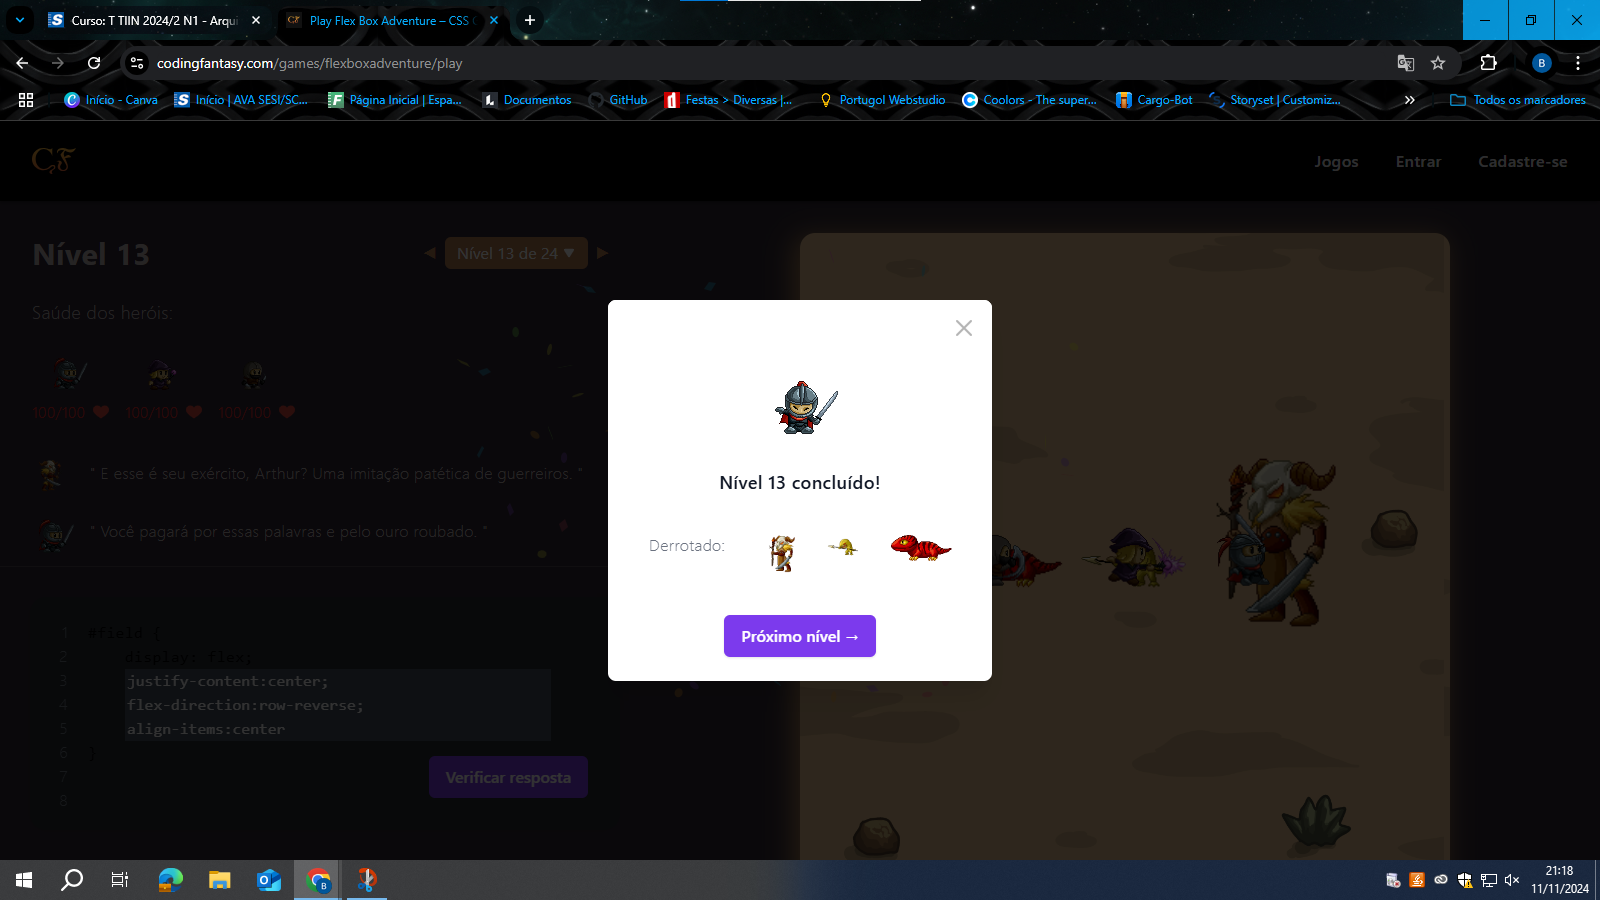 Curso: T TIIN 2024/2 N1 - Arqui
Play Flex Box Adventure – CSS
codingfantasy.com/games/flexboxadventure/play
B
Início - Canva
Início | AVA SESI/SC...
Página Inicial | Espa...
Documentos
GitHub
Festas > Diversas |...
Portugol Webstudio
Coolors - The super...
Cargo-Bot
Storyset | Customiz...
Todos os marcadores
CF
Jogos
Entrar
Cadastre-se
Nível 13
Nível 13 de 24 ▼
Saúde dos heróis:
100/100 100/100 100/100
" E esse é seu exército, Arthur? Uma imitação patética de guerreiros. "
" Você pagará por essas palavras e pelo ouro roubado. "
1 #field {
2 display: flex;
3 justify-content:center;
4 flex-direction:row-reverse;
5 align-items:center
6 }
7
8
Verificar resposta
Nível 13 concluído!
Derrotado:
Próximo nível →
21:18
11/11/2024